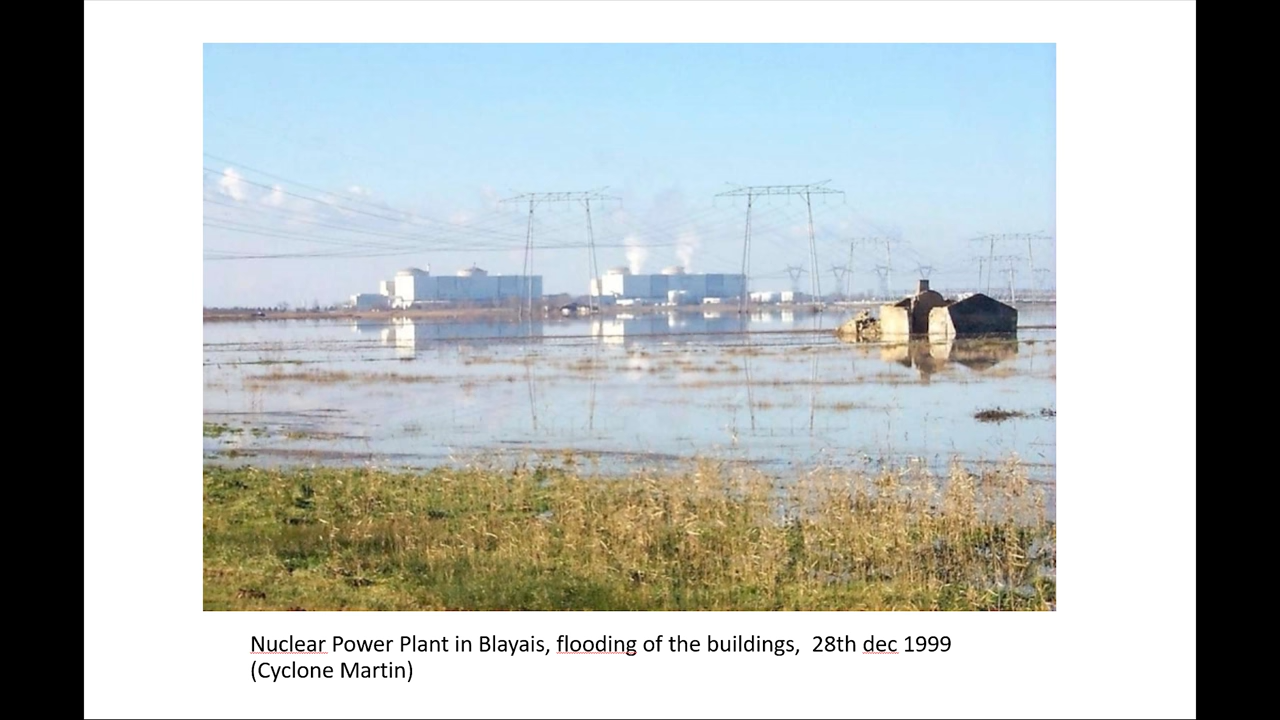 Nuclear Power Plant in Blayais, flooding of the buildings,  28th dec 1999
(Cyclone Martin)